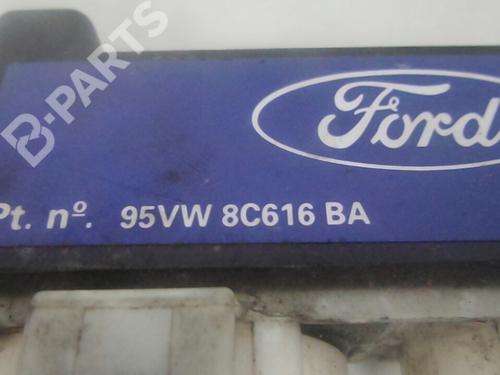 B-PARTS
Ford
Pt. nº. 95VW 8C616 BA